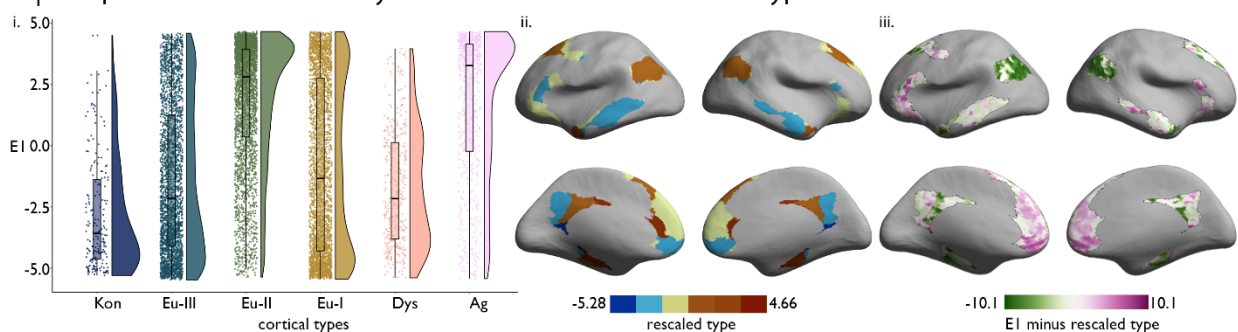 i.
ii.
iii.
5.0
2.5
E1 0.0
-2.5
-5.0
Kon Eu-III Eu-II Eu-I Dys Ag
cortical types
-5.28 4.66
rescaled type
-10.1 10.1
E1 minus rescaled type